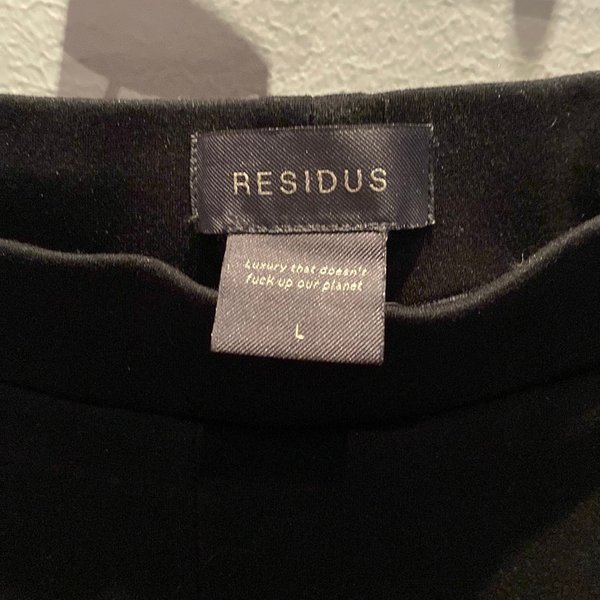 RESIDUS
Luxury that doesn't
fuck up our planet
L